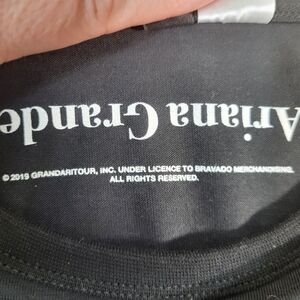 Ariana Grande
© 2019 GRANDARITOUR, INC. UNDER LICENCE TO BRAVADO MERCHANDISING.
ALL RIGHTS RESERVED.